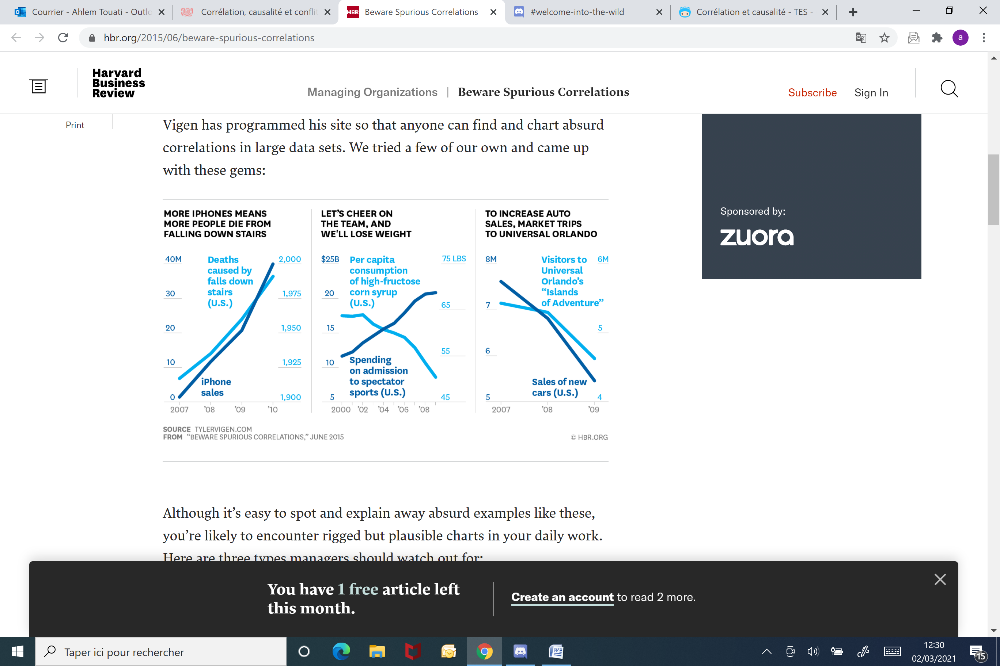 Courrier - Ahlem Touati - Outlo
Corrélation, causalité et conflit
HBR
Beware Spurious Correlations
#welcome-into-the-wild
Corrélation et causalité - TES -
hbr.org/2015/06/beware-spurious-correlations
a
Harvard
Business
Review
Managing Organizations | Beware Spurious Correlations
Subscribe
Sign In
Print
Vigen has programmed his site so that anyone can find and chart absurd
correlations in large data sets. We tried a few of our own and came up
with these gems:
Sponsored by:
zuora
MORE IPHONES MEANS
MORE PEOPLE DIE FROM
FALLING DOWN STAIRS
40M
30
20
10
0
Deaths
caused by
falls down
stairs
(U.S.)
iPhone
sales
2,000
1,975
1,950
1,925
1,900
2007 ’08 ’09 ’10
LET’S CHEER ON
THE TEAM, AND
WE'LL LOSE WEIGHT
$25B
20
15
10
5
Per capita
consumption
of high-fructose
corn syrup
(U.S.)
Spending
on admission
to spectator
sports (U.S.)
75 LBS
65
55
45
2000 ’02 ’04 ’06 ’08
TO INCREASE AUTO
SALES, MARKET TRIPS
TO UNIVERSAL ORLANDO
8M
7
6
5
Visitors to
Universal
Orlando’s
“Islands
of Adventure”
Sales of new
cars (U.S.)
6M
5
4
2007 ’08 ’09
SOURCE TYLERVIGEN.COM
FROM “BEWARE SPURIOUS CORRELATIONS,” JUNE 2015
© HBR.ORG
Although it’s easy to spot and explain away absurd examples like these,
you’re likely to encounter rigged but plausible charts in your daily work.
Here are three types managers should watch out for:
You have 1 free article left
this month.
Create an account to read 2 more.
Taper ici pour rechercher
12:30
02/03/2021
15